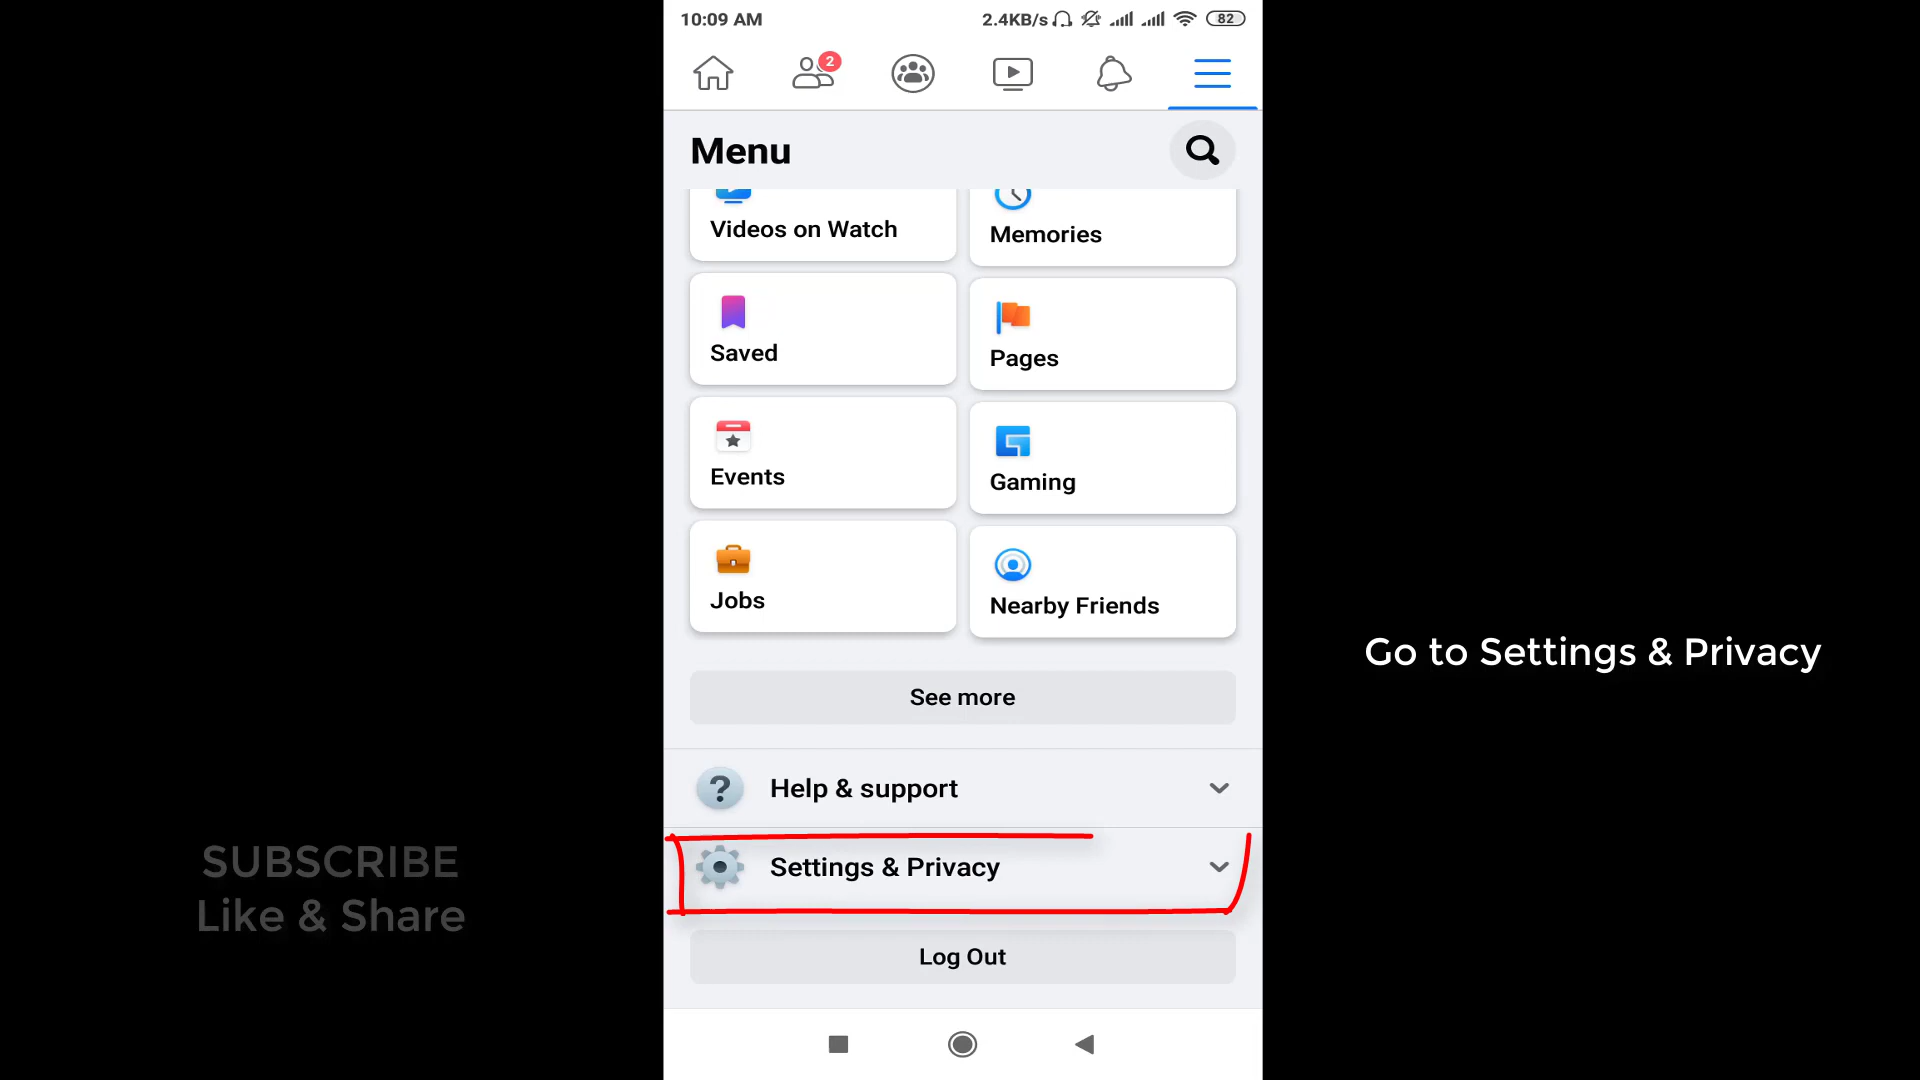 10:09 AM
2.4KB/s
82
2
Menu
Videos on Watch
Memories
Saved
Pages
Events
Gaming
Jobs
Nearby Friends
See more
Help & support
Settings & Privacy
Log Out
Go to Settings & Privacy
SUBSCRIBE
Like & Share